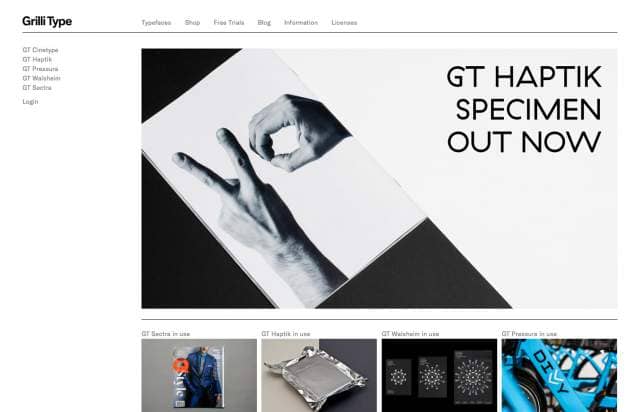 Grilli Type
Typefaces Shop Free Trials Blog Information Licenses
GT Cinetype
GT Haptik
GT Pressura
GT Walsheim
GT Sectra
Login
GT HAPTIK
SPECIMEN
OUT NOW
GT Sectra in use
GT Haptik in use
GT Walsheim in use
GT Pressura in use
Style